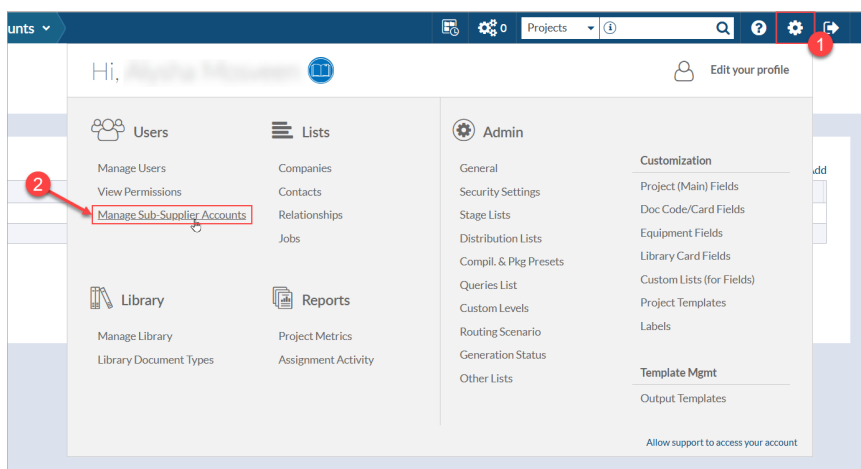 unts
0
Projects
1
Hi,
Edit your profile
Users
Manage Users
View Permissions
2
Manage Sub-Supplier Accounts
Lists
Companies
Contacts
Relationships
Jobs
Library
Manage Library
Library Document Types
Reports
Project Metrics
Assignment Activity
Admin
General
Security Settings
Stage Lists
Distribution Lists
Compil. & Pkg Presets
Queries List
Custom Levels
Routing Scenario
Generation Status
Other Lists
Customization
Project (Main) Fields
Doc Code/Card Fields
Equipment Fields
Library Card Fields
Custom Lists (for Fields)
Project Templates
Labels
Template Mgmt
Output Templates
Allow support to access your account
dd